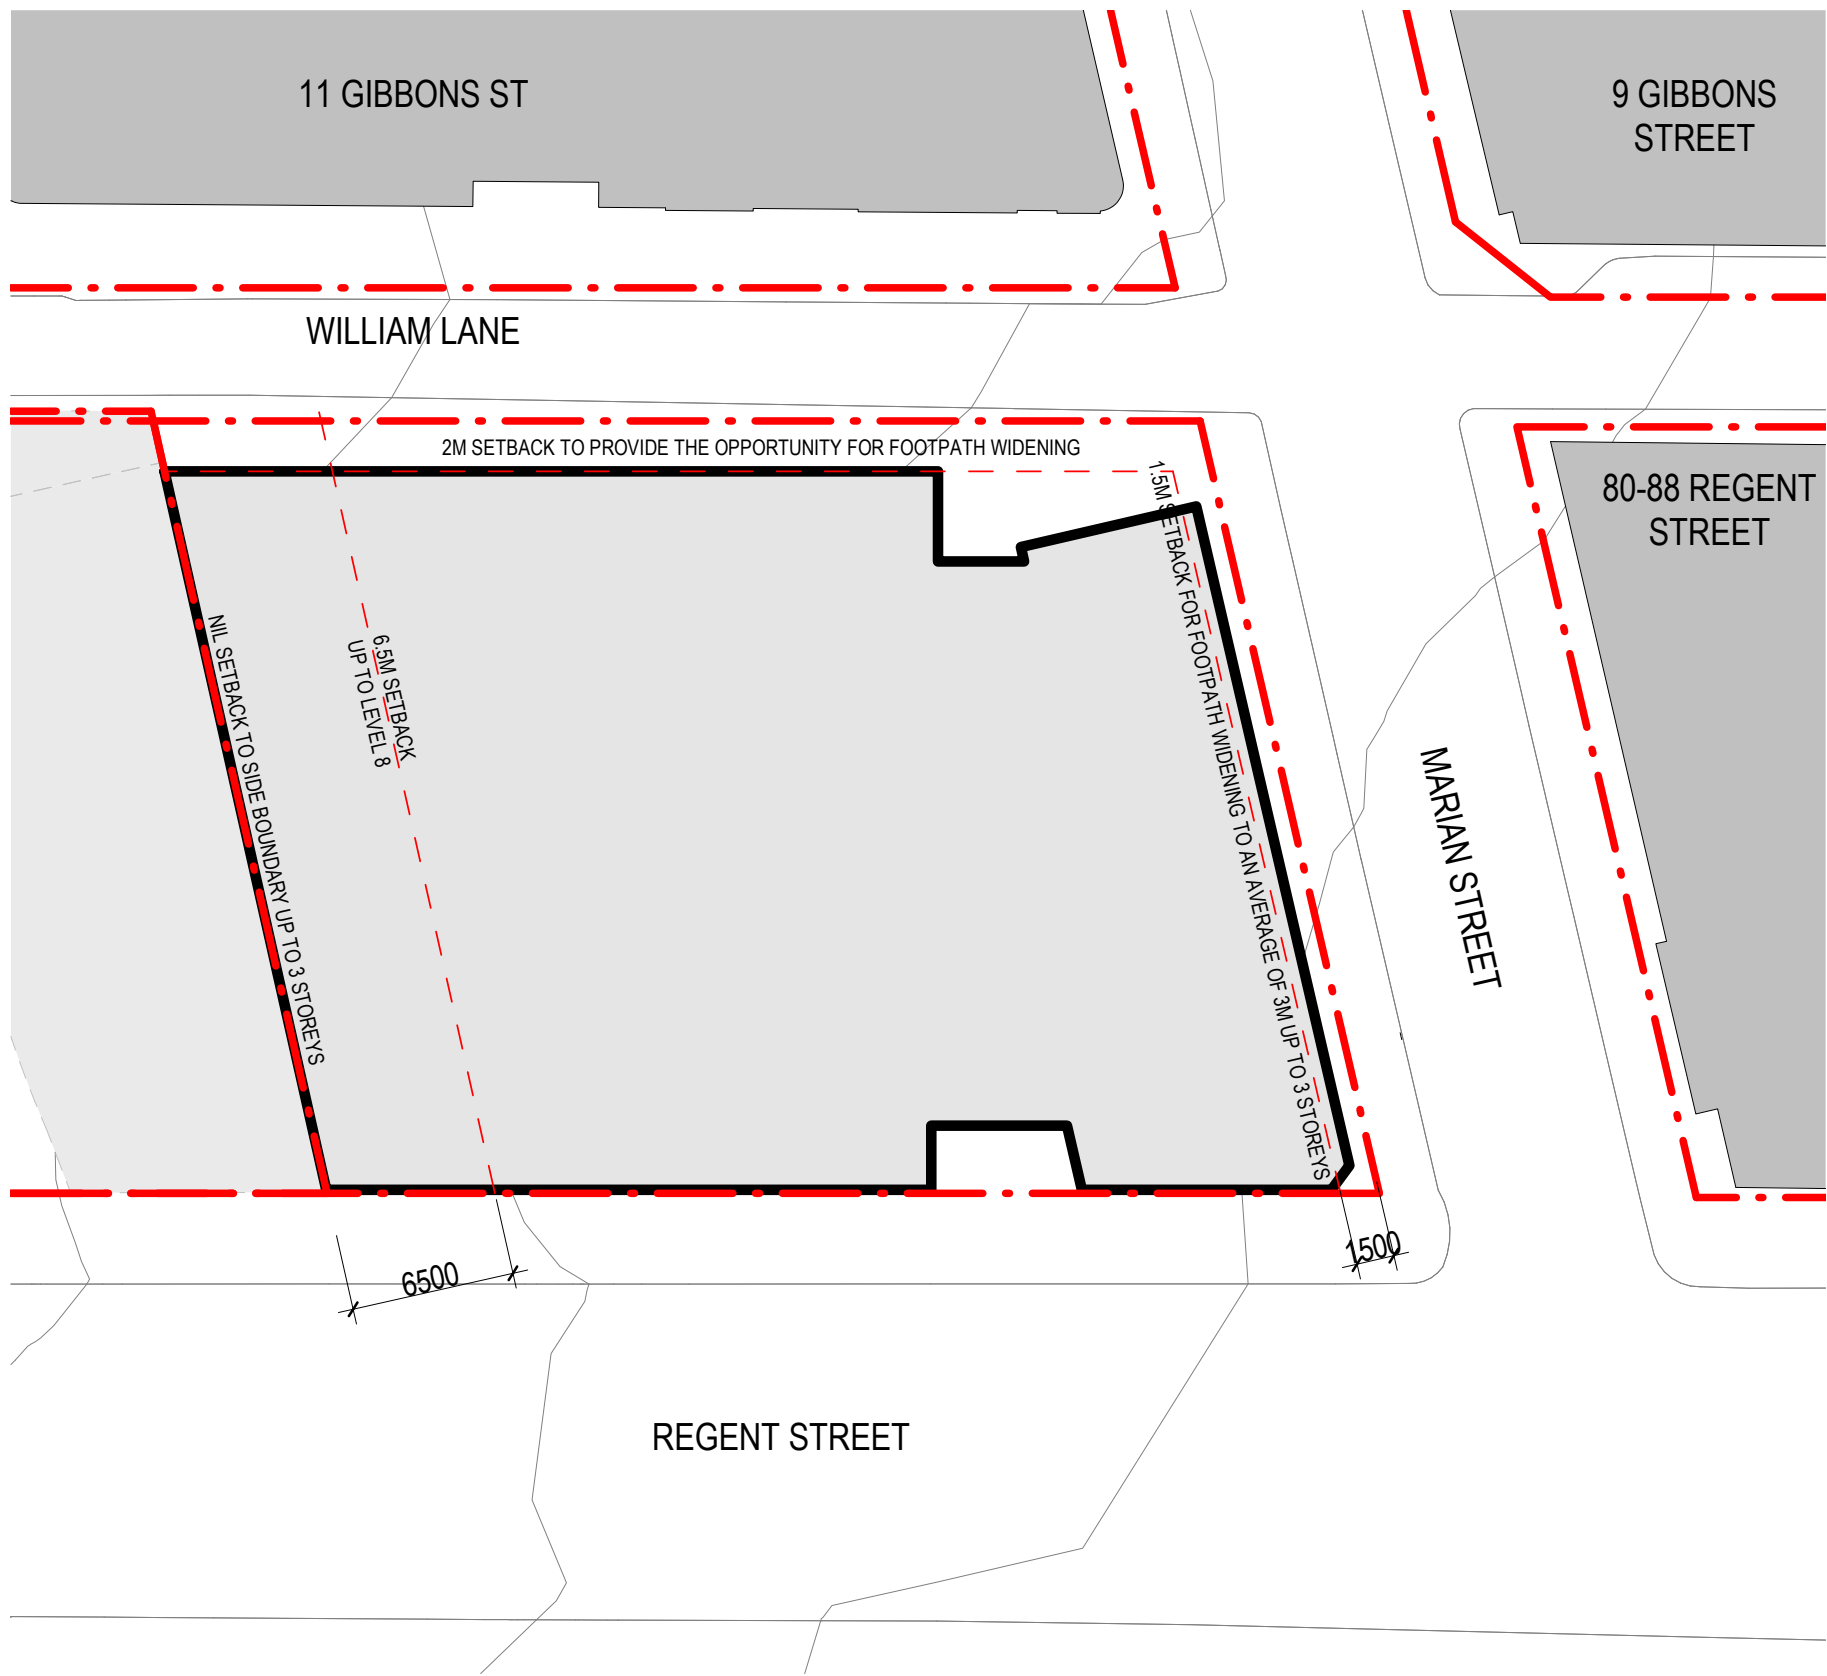 11 GIBBONS ST
9 GIBBONS
STREET
WILLIAM LANE
2M SETBACK TO PROVIDE THE OPPORTUNITY FOR FOOTPATH WIDENING
80-88 REGENT
STREET
1.5M SETBACK FOR FOOTPATH WIDENING TO AN AVERAGE OF 3M UP TO 3 STOREYS
NIL SETBACK TO SIDE BOUNDARY UP TO 3 STOREYS
6.5M SETBACK
UP TO LEVEL 8
MARIAN STREET
6500
1500
REGENT STREET